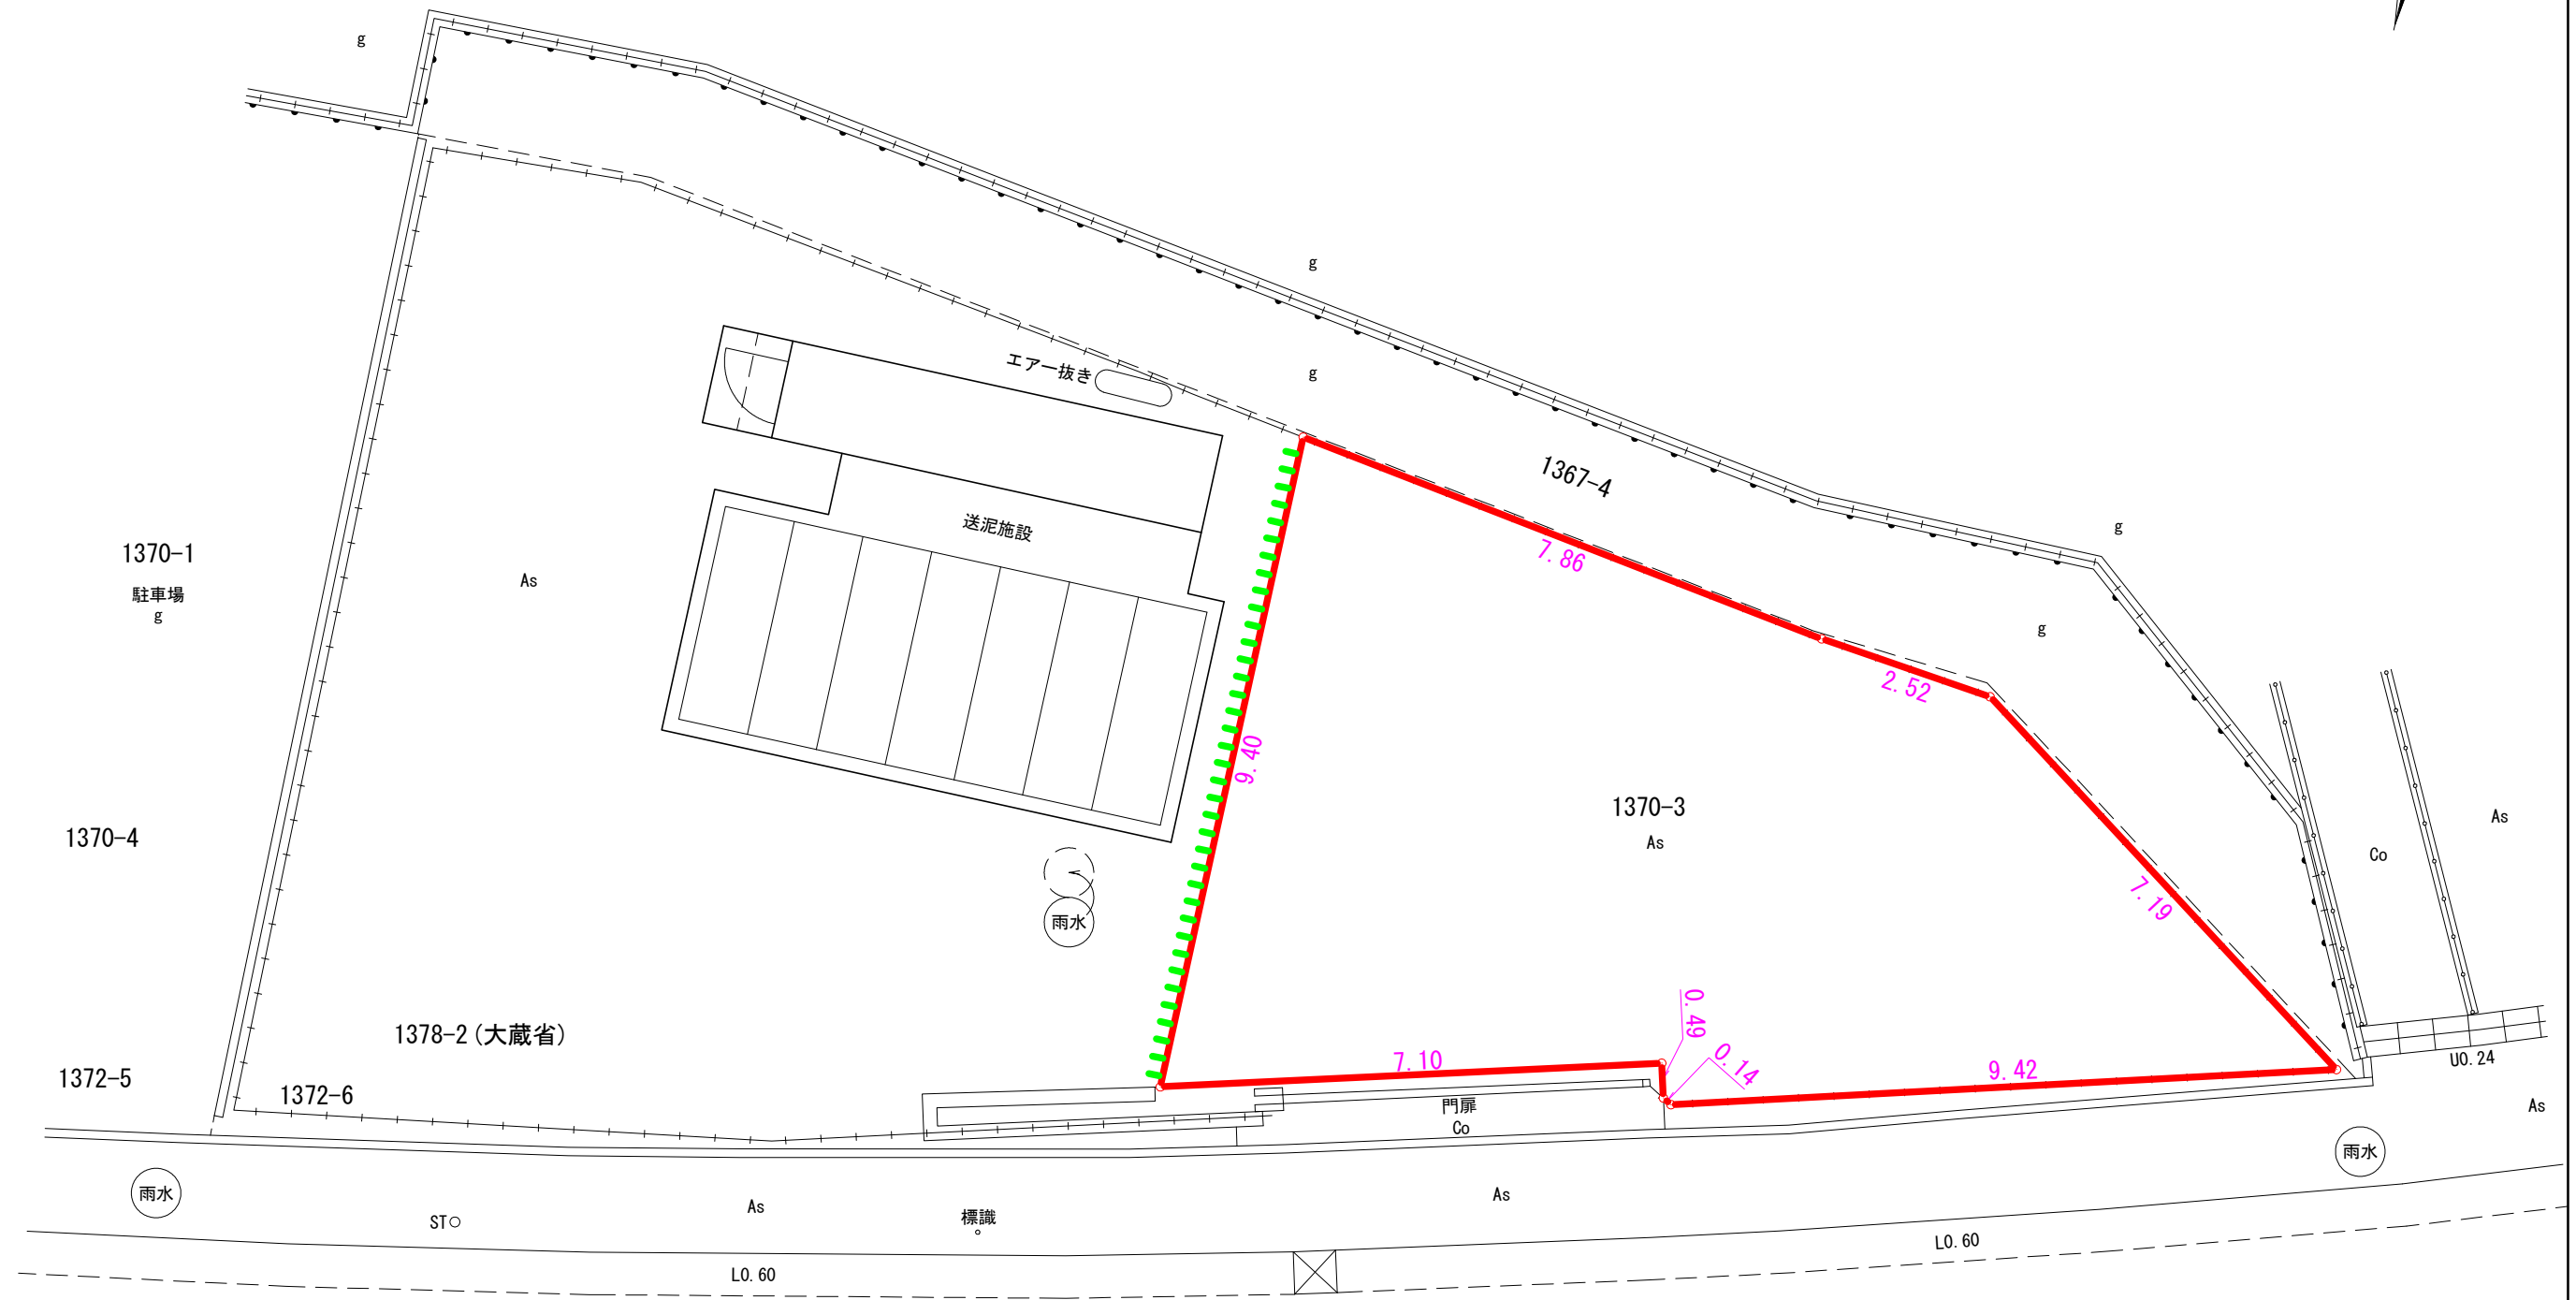 g
g
エアー抜き
g
1367-4
送泥施設
g
7.86
1370-1
駐車場
g
As
g
2.52
9.40
1370-3
As
As
1370-4
Co
7.19
雨水
0.49
1378-2(大蔵省)
0.14
7.10
9.42
U0.24
1372-5
1372-6
門扉
Co
As
雨水
雨水
As
As
標識
ST
L0.60
L0.60